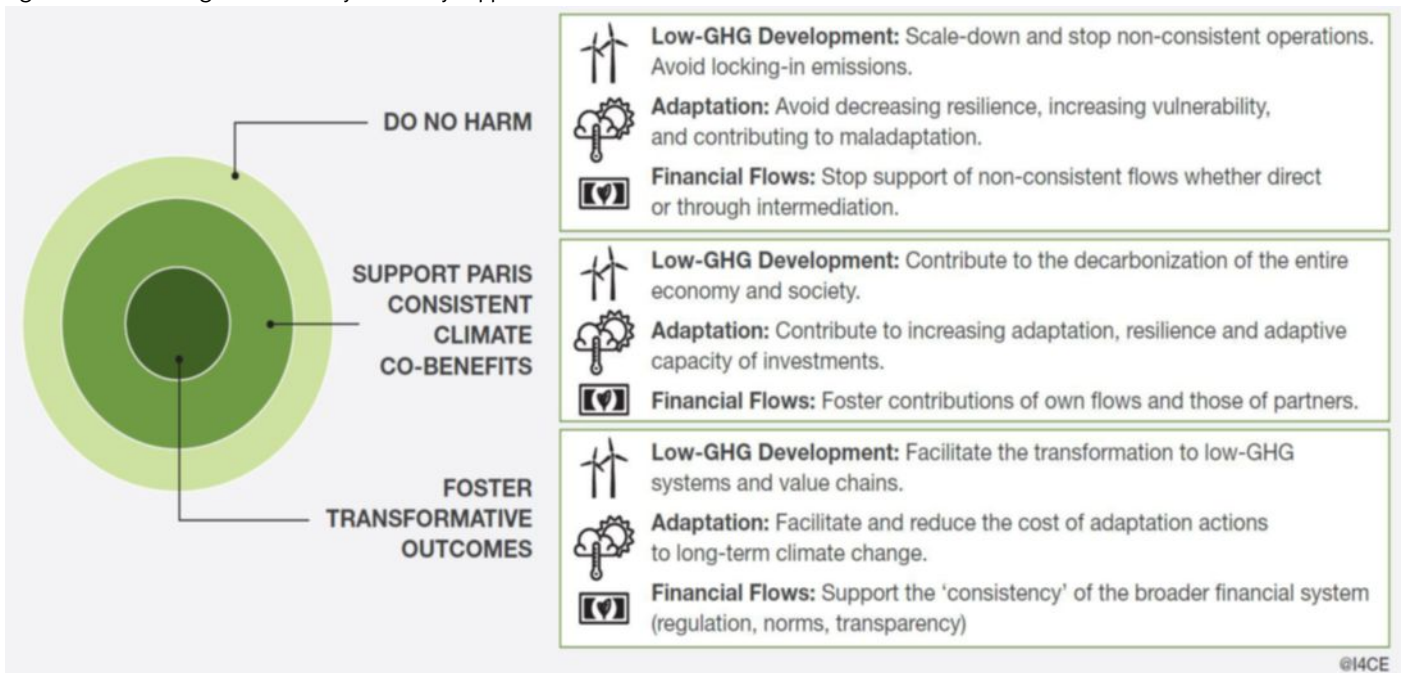 DO NO HARM
Low-GHG Development: Scale-down and stop non-consistent operations.
Avoid locking-in emissions.
Adaptation: Avoid decreasing resilience, increasing vulnerability,
and contributing to maladaptation.
Financial Flows: Stop support of non-consistent flows whether direct
or through intermediation.
SUPPORT PARIS
CONSISTENT
CLIMATE
CO-BENEFITS
Low-GHG Development: Contribute to the decarbonization of the entire
economy and society.
Adaptation: Contribute to increasing adaptation, resilience and adaptive
capacity of investments.
Financial Flows: Foster contributions of own flows and those of partners.
FOSTER
TRANSFORMATIVE
OUTCOMES
Low-GHG Development: Facilitate the transformation to low-GHG
systems and value chains.
Adaptation: Facilitate and reduce the cost of adaptation actions
to long-term climate change.
Financial Flows: Support the ‘consistency’ of the broader financial system
(regulation, norms, transparency)
@I4CE